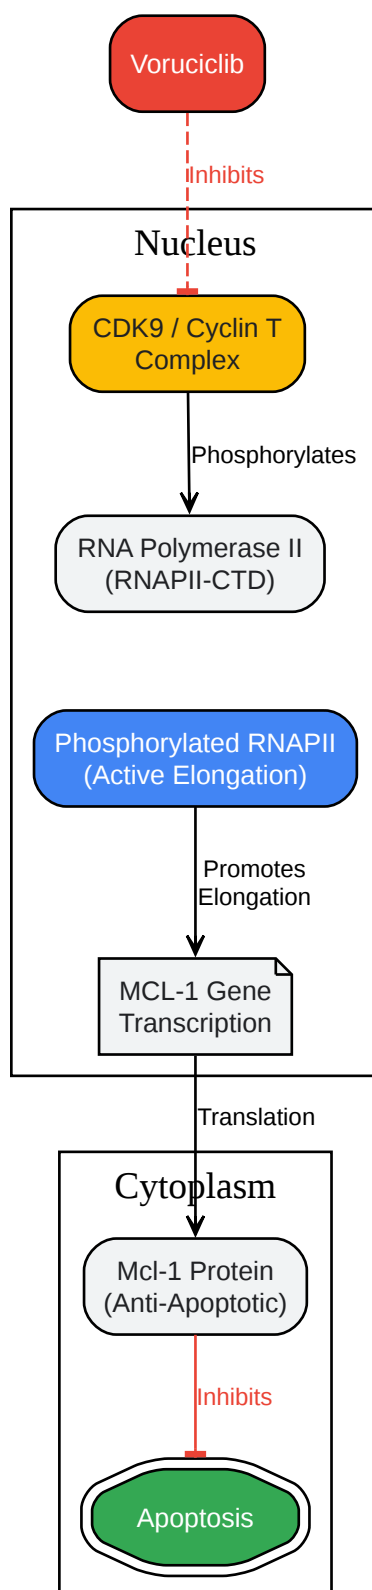 Voruciclib
Inhibits
Nucleus
CDK9 / Cyclin T
Complex
Phosphorylates
RNA Polymerase II
(RNAPII-CTD)
Phosphorylated RNAPII
(Active Elongation)
Promotes
Elongation
MCL-1 Gene
Transcription
Translation
Cytoplasm
Mcl-1 Protein
(Anti-Apoptotic)
Inhibits
Apoptosis